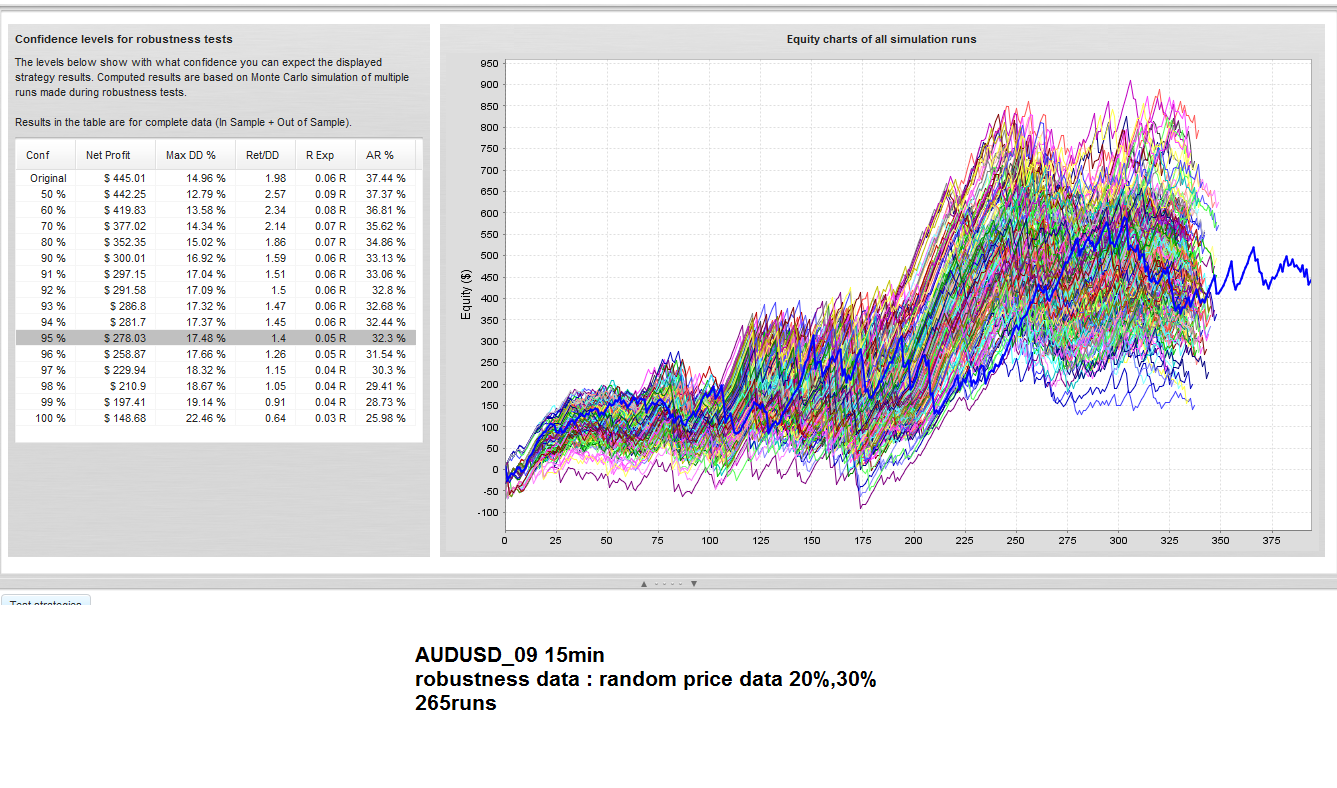 Confidence levels for robustness tests
The levels below show with what confidence you can expect the displayed
strategy results. Computed results are based on Monte Carlo simulation of multiple
runs made during robustness tests.
Results in the table are for complete data (In Sample + Out of Sample).
Conf Net Profit Max DD % Ret/DD R Exp AR %
Original $ 445.01 14.96 % 1.98 0.06 R 37.44 %
50 % $ 442.25 12.79 % 2.57 0.09 R 37.37 %
60 % $ 419.83 13.58 % 2.34 0.08 R 36.81 %
70 % $ 377.02 14.34 % 2.14 0.07 R 35.62 %
80 % $ 352.35 15.02 % 1.86 0.07 R 34.86 %
90 % $ 300.01 16.92 % 1.59 0.06 R 33.13 %
91 % $ 297.15 17.04 % 1.51 0.06 R 33.06 %
92 % $ 291.58 17.09 % 1.5 0.06 R 32.8 %
93 % $ 286.8 17.32 % 1.47 0.06 R 32.68 %
94 % $ 281.7 17.37 % 1.45 0.06 R 32.44 %
95 % $ 278.03 17.48 % 1.4 0.05 R 32.3 %
96 % $ 258.87 17.66 % 1.26 0.05 R 31.54 %
97 % $ 229.94 18.32 % 1.15 0.04 R 30.3 %
98 % $ 210.9 18.67 % 1.05 0.04 R 29.41 %
99 % $ 197.41 19.14 % 0.91 0.04 R 28.73 %
100 % $ 148.68 22.46 % 0.64 0.03 R 25.98 %
Equity charts of all simulation runs
950
900
850
800
750
700
650
600
550
500
450
400
350
300
250
200
150
100
50
0
-50
-100
Equity ($)
0 25 50 75 100 125 150 175 200 225 250 275 300 325 350 375
Test strategies
AUDUSD_09 15min
robustness data : random price data 20%,30%
265runs